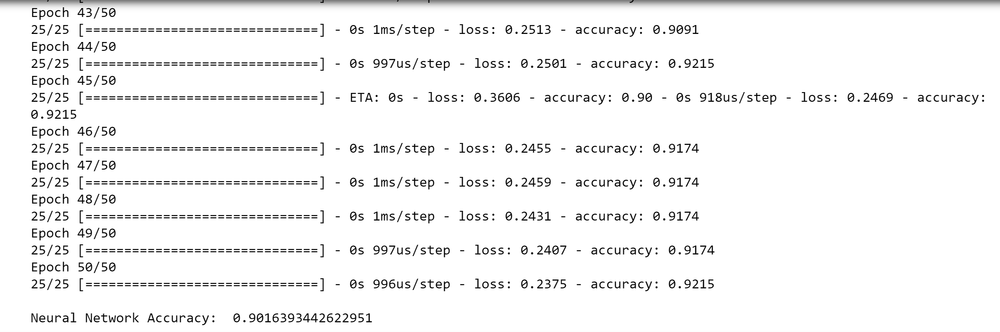 Epoch 43/50
25/25 [==============================] - 0s 1ms/step - loss: 0.2513 - accuracy: 0.9091
Epoch 44/50
25/25 [==============================] - 0s 997us/step - loss: 0.2501 - accuracy: 0.9215
Epoch 45/50
25/25 [==============================] - ETA: 0s - loss: 0.3606 - accuracy: 0.90 - 0s 918us/step - loss: 0.2469 - accuracy:
0.9215
Epoch 46/50
25/25 [==============================] - 0s 1ms/step - loss: 0.2455 - accuracy: 0.9174
Epoch 47/50
25/25 [==============================] - 0s 1ms/step - loss: 0.2459 - accuracy: 0.9174
Epoch 48/50
25/25 [==============================] - 0s 1ms/step - loss: 0.2431 - accuracy: 0.9174
Epoch 49/50
25/25 [==============================] - 0s 997us/step - loss: 0.2407 - accuracy: 0.9174
Epoch 50/50
25/25 [==============================] - 0s 996us/step - loss: 0.2375 - accuracy: 0.9215
Neural Network Accuracy:  0.9016393442622951